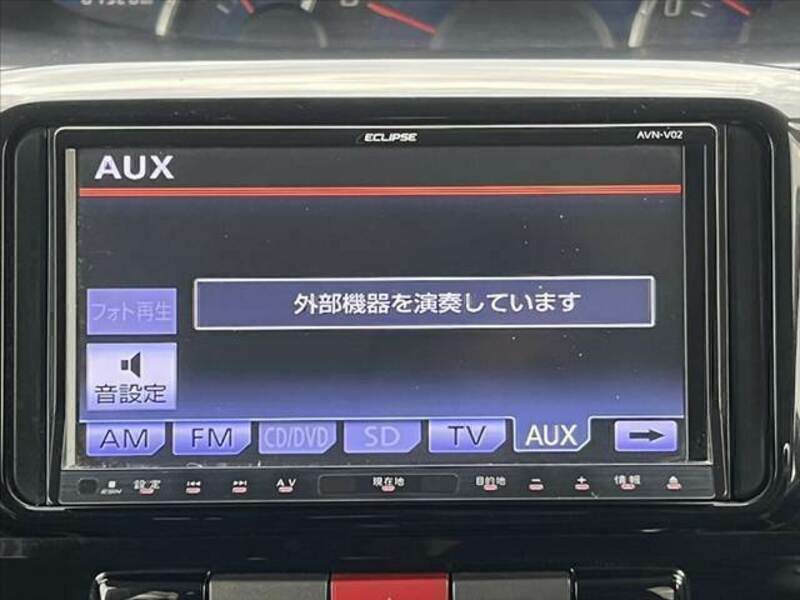 ECLIPSE
AVN-V02
AUX
外部機器を演奏しています
フォト再生
音設定
AM FM CD/DVD SD TV AUX
ESN 設定 AV 現在地 目的地 − + 情報